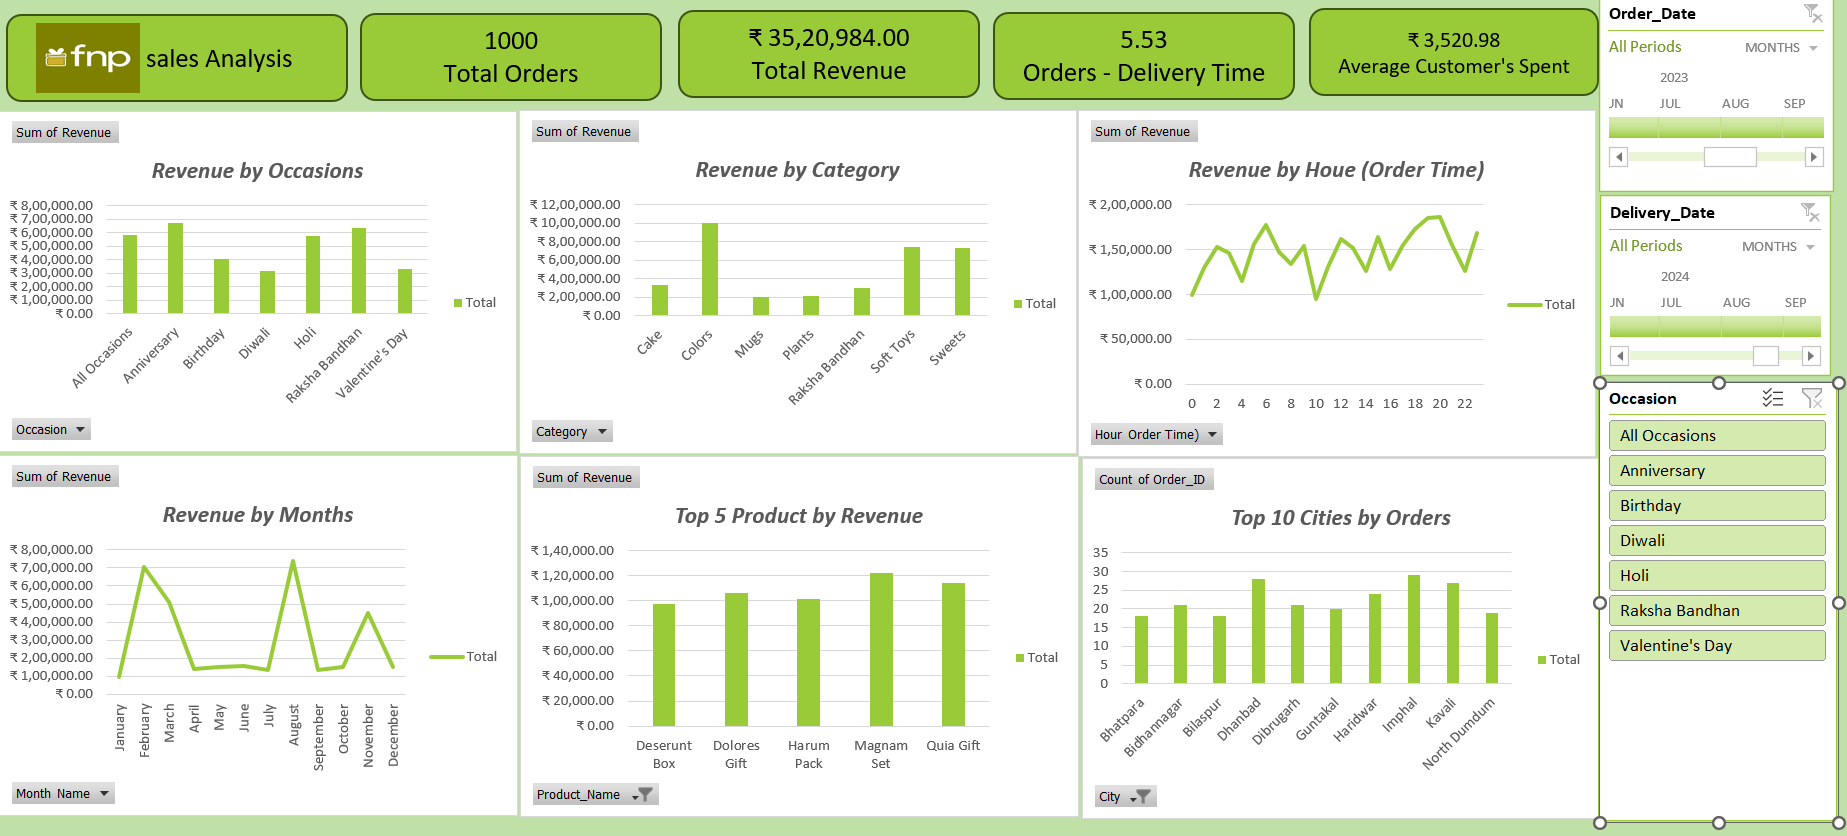 fnp sales Analysis
1000
Total Orders
₹ 35,20,984.00
Total Revenue
5.53
Orders - Delivery Time
₹ 3,520.98
Average Customer's Spent
Order_Date
All Periods MONTHS
2023
JN JUL AUG SEP
Delivery_Date
All Periods MONTHS
2024
JN JUL AUG SEP
Occasion
All Occasions
Anniversary
Birthday
Diwali
Holi
Raksha Bandhan
Valentine's Day
Sum of Revenue
Revenue by Occasions
₹ 8,00,000.00
₹ 7,00,000.00
₹ 6,00,000.00
₹ 5,00,000.00
₹ 4,00,000.00
₹ 3,00,000.00
₹ 2,00,000.00
₹ 1,00,000.00
₹ 0.00
All Occasions
Anniversary
Birthday
Diwali
Holi
Raksha Bandhan
Valentine's Day
Total
Occasion
Sum of Revenue
Revenue by Category
₹ 12,00,000.00
₹ 10,00,000.00
₹ 8,00,000.00
₹ 6,00,000.00
₹ 4,00,000.00
₹ 2,00,000.00
₹ 0.00
Cake
Colors
Mugs
Plants
Raksha Bandhan
Soft Toys
Sweets
Total
Category
Sum of Revenue
Revenue by Houe (Order Time)
₹ 2,00,000.00
₹ 1,50,000.00
₹ 1,00,000.00
₹ 50,000.00
₹ 0.00
0 2 4 6 8 10 12 14 16 18 20 22
Total
Hour Order Time)
Sum of Revenue
Revenue by Months
₹ 8,00,000.00
₹ 7,00,000.00
₹ 6,00,000.00
₹ 5,00,000.00
₹ 4,00,000.00
₹ 3,00,000.00
₹ 2,00,000.00
₹ 1,00,000.00
₹ 0.00
January
February
March
April
May
June
July
August
September
October
November
December
Total
Month Name
Sum of Revenue
Top 5 Product by Revenue
₹ 1,40,000.00
₹ 1,20,000.00
₹ 1,00,000.00
₹ 80,000.00
₹ 60,000.00
₹ 40,000.00
₹ 20,000.00
₹ 0.00
Deserunt Box
Dolores Gift
Harum Pack
Magnam Set
Quia Gift
Total
Product_Name
Count of Order_ID
Top 10 Cities by Orders
35
30
25
20
15
10
5
0
Bhatpara
Bidhannagar
Bilaspur
Dhanbad
Dibrugarh
Guntakal
Haridwar
Imphal
Kavali
North Dumdum
Total
City